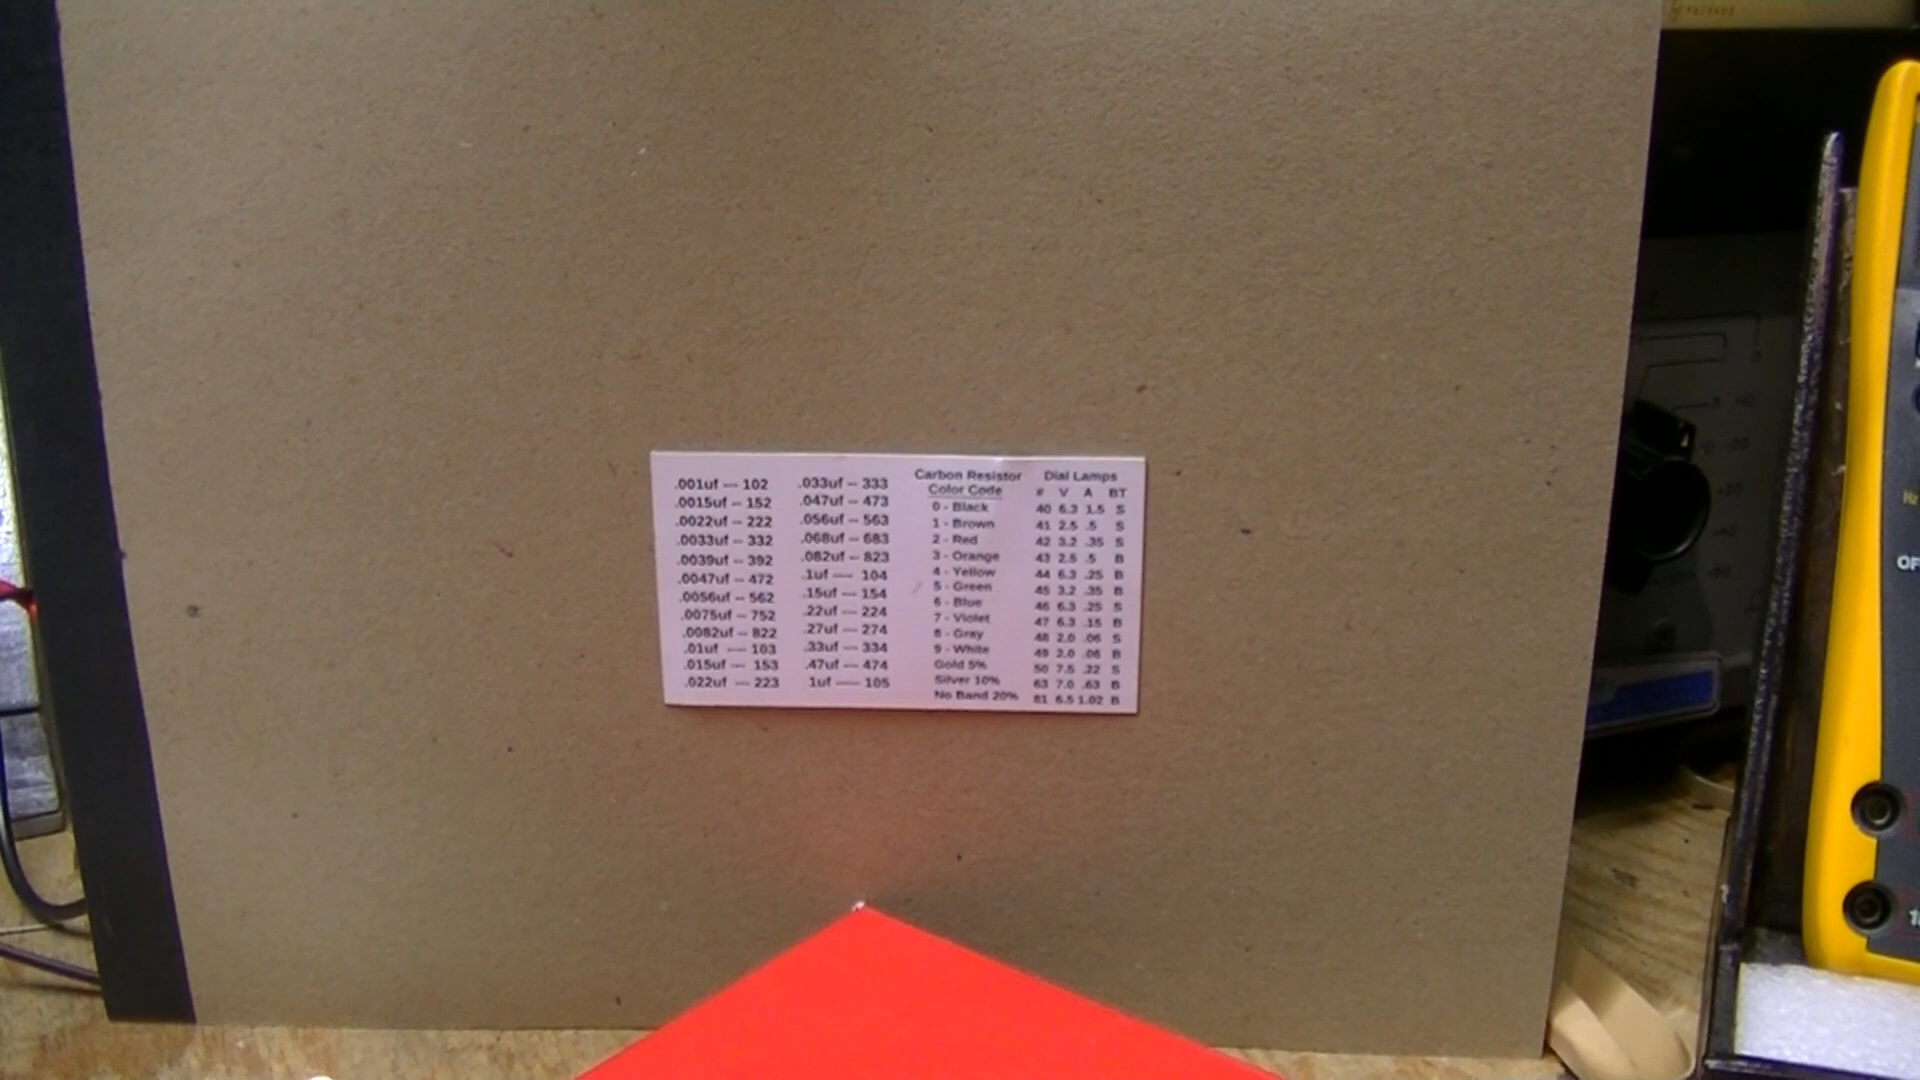 .001uf --- 102
.0015uf -- 152
.0022uf -- 222
.0033uf -- 332
.0039uf -- 392
.0047uf -- 472
.0056uf -- 562
.0075uf -- 752
.0082uf -- 822
.01uf --- 103
.015uf --- 153
.022uf --- 223
.033uf -- 333
.047uf -- 473
.056uf -- 563
.068uf -- 683
.082uf -- 823
.1uf ---- 104
.15uf --- 154
.22uf --- 224
.27uf --- 274
.33uf --- 334
.47uf --- 474
1uf ---- 105
Carbon Resistor
Color Code
0 - Black
1 - Brown
2 - Red
3 - Orange
4 - Yellow
5 - Green
6 - Blue
7 - Violet
8 - Gray
9 - White
Gold 5%
Silver 10%
No Band 20%
Dial Lamps
# V A BT
40 6.3 1.5 S
41 2.5 .5 S
42 3.2 .35 S
43 2.5 .5 B
44 6.3 .25 B
45 3.2 .35 B
46 6.3 .25 S
47 6.3 .15 B
48 2.0 .06 S
49 2.0 .06 B
50 7.5 .22 S
63 7.0 .63 B
81 6.5 1.02 B
Hz
OF